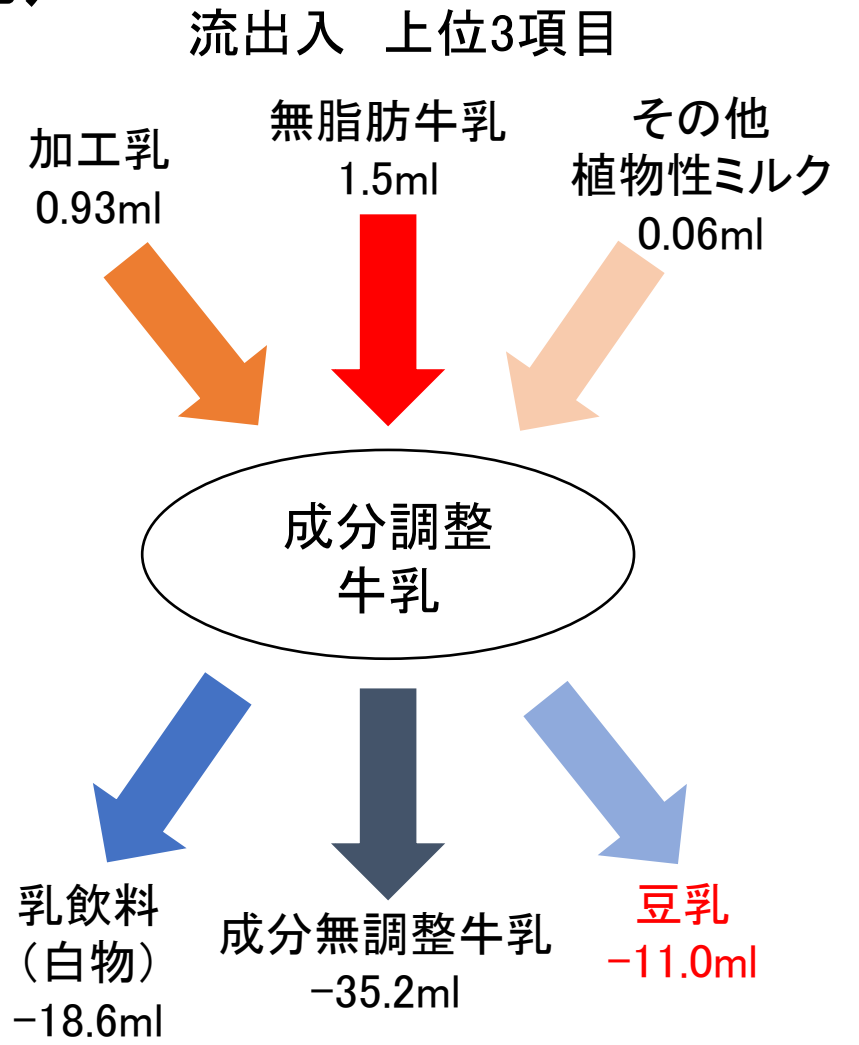 流出入　上位3項目
加工乳
0.93ml
無脂肪牛乳
1.5ml
その他
植物性ミルク
0.06ml
成分調整
牛乳
乳飲料
（白物）
−18.6ml
成分無調整牛乳
−35.2ml
豆乳
−11.0ml